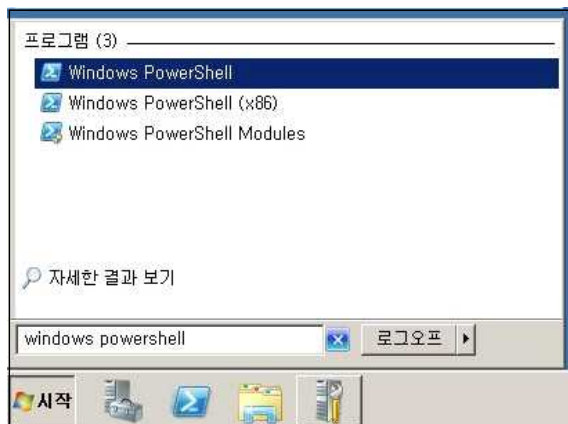 프로그램 (3)
Windows PowerShell
Windows PowerShell (x86)
Windows PowerShell Modules
자세한 결과 보기
windows powershell
로그오프
시작